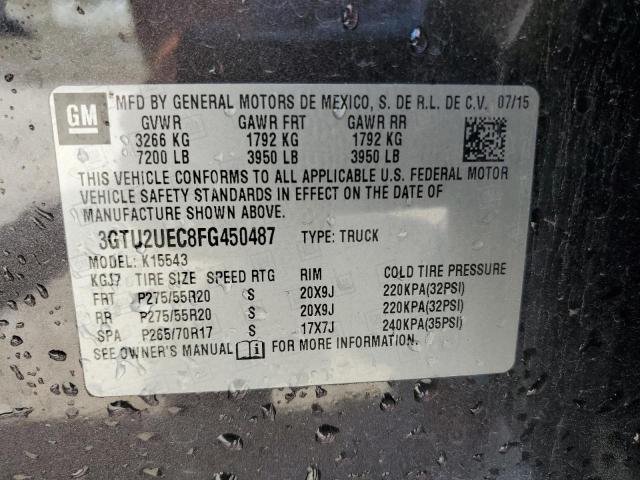 GM MFD BY GENERAL MOTORS DE MEXICO, S. DE R.L. DE C.V. 07/15
GVWR GAWR FRT GAWR RR
3266 KG 1792 KG 1792 KG
7200 LB 3950 LB 3950 LB
THIS VEHICLE CONFORMS TO ALL APPLICABLE U.S. FEDERAL MOTOR
VEHICLE SAFETY STANDARDS IN EFFECT ON THE DATE OF
MANUFACTURE SHOWN ABOVE.
3GTU2UEC8FG450487 TYPE: TRUCK
MODEL: K15543
KGJ7 TIRE SIZE SPEED RTG RIM COLD TIRE PRESSURE
FRT P275/55R20 S 20X9J 220KPA(32PSI)
RR P275/55R20 S 20X9J 220KPA(32PSI)
SPA P265/70R17 S 17X7J 240KPA(35PSI)
SEE OWNER'S MANUAL FOR MORE INFORMATION.